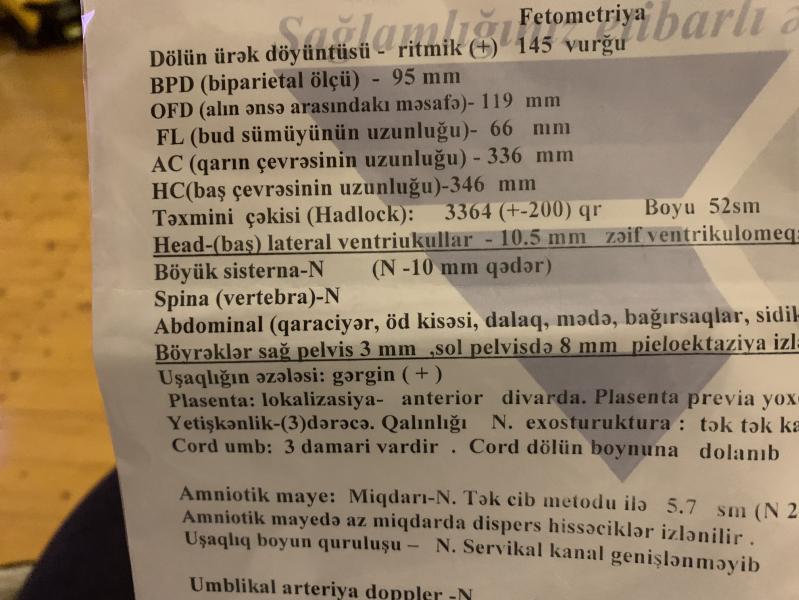 Sağlamlığınız etibarlı ə
Fetometriya
Dölün ürək döyüntüsü - ritmik (+) 145 vurğu
BPD (biparietal ölçü) - 95 mm
OFD (alın ənsə arasındakı məsafə)- 119 mm
FL (bud sümüyünün uzunluğu)- 66 mm
AC (qarın çevrəsinin uzunluğu) - 336 mm
HC(baş çevrəsinin uzunluğu)-346 mm
Təxmini çəkisi (Hadlock): 3364 (+-200) qr Boyu 52sm
Head-(baş) lateral ventriukullar - 10.5 mm zəif ventrikulomeqa
Böyük sisterna-N (N -10 mm qədər)
Spina (vertebra)-N
Abdominal (qaraciyər, öd kisəsi, dalaq, mədə, bağırsaqlar, sidik
Böyrəklər sağ pelvis 3 mm ,sol pelvisdə 8 mm pieloektaziya izlə
Uşaqlığın əzələsi: gərgin ( + )
Plasenta: lokalizasiya- anterior divarda. Plasenta previa yox
Yetişkənlik-(3)dərəcə. Qalınlığı N. exosturuktura : tək tək ka
Cord umb: 3 damari vardir . Cord dölün boynuna dolanıb
Amniotik maye: Miqdarı-N. Tək cib metodu ilə 5.7 sm (N 2
Amniotik mayedə az miqdarda dispers hissəciklər izlənilir .
Uşaqlıq boyun quruluşu – N. Servikal kanal genişlənməyib
Umblikal arteriya doppler -N